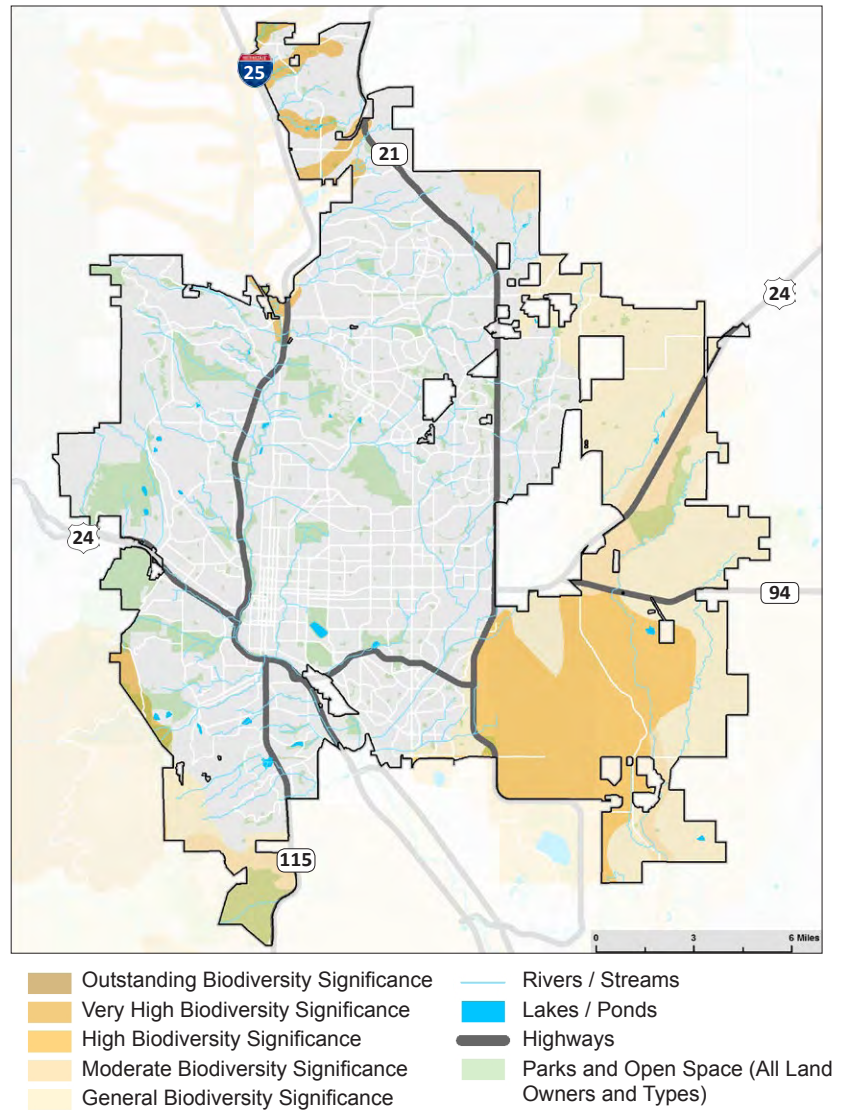 25
21
24
24
94
115
0 3 6 Miles
Outstanding Biodiversity Significance
Very High Biodiversity Significance
High Biodiversity Significance
Moderate Biodiversity Significance
General Biodiversity Significance
Rivers / Streams
Lakes / Ponds
Highways
Parks and Open Space (All Land
Owners and Types)